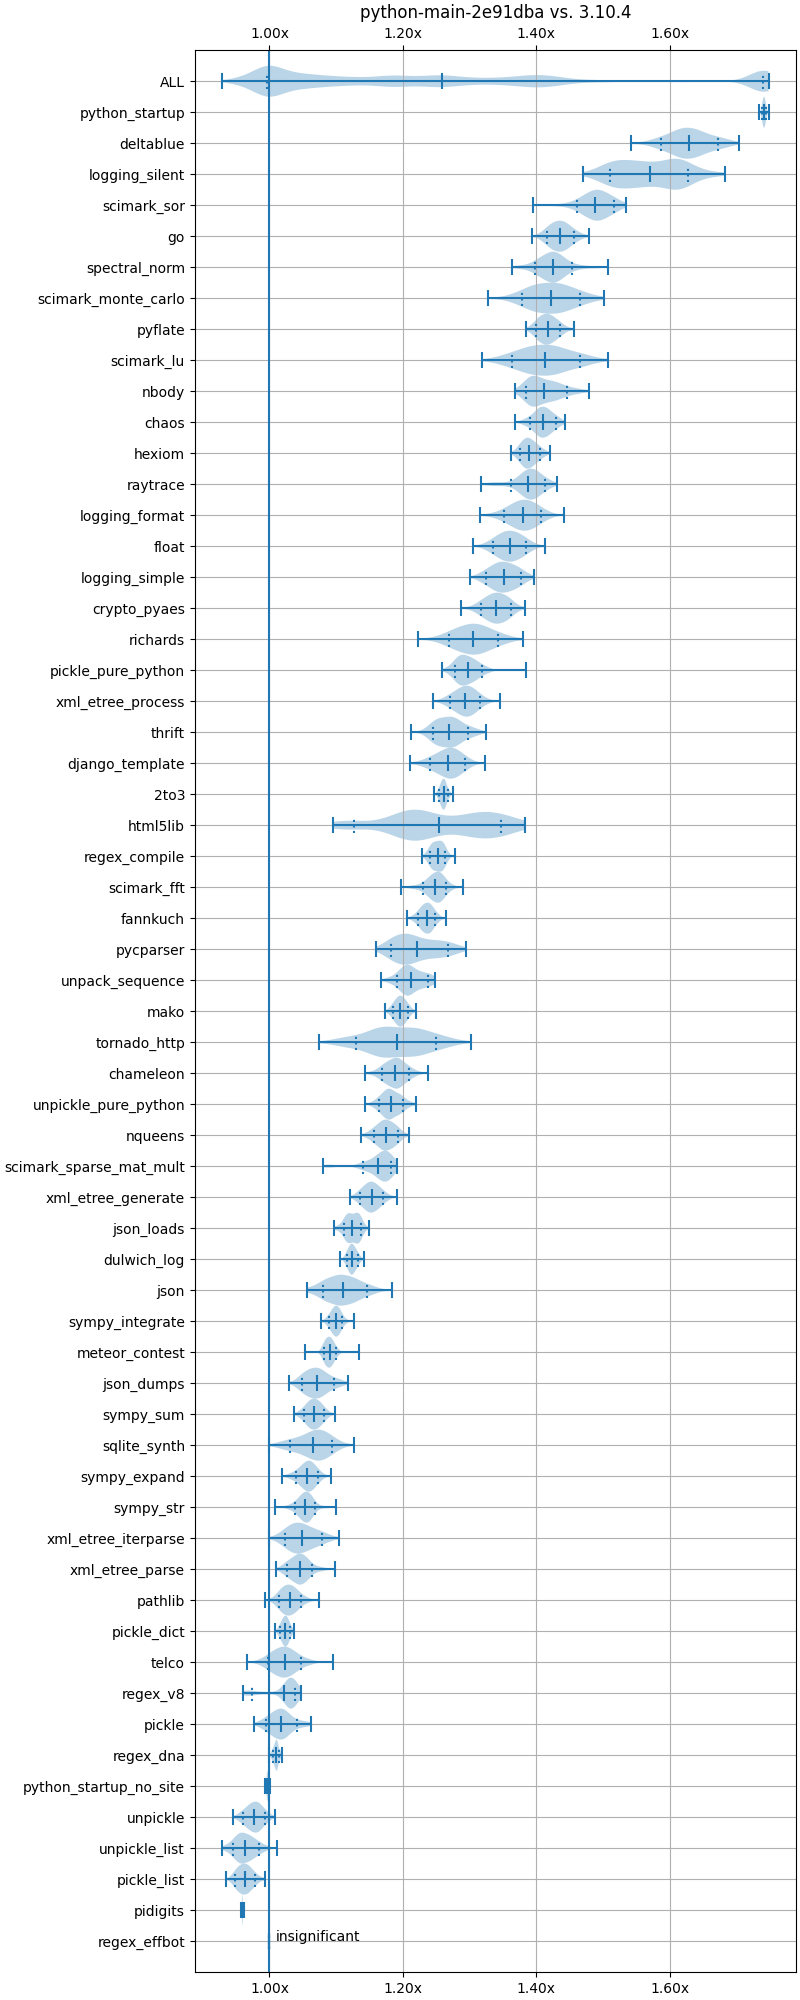 python-main-2e91dba vs. 3.10.4
1.00x 1.20x 1.40x 1.60x
ALL
python_startup
deltablue
logging_silent
scimark_sor
go
spectral_norm
scimark_monte_carlo
pyflate
scimark_lu
nbody
chaos
hexiom
raytrace
logging_format
float
logging_simple
crypto_pyaes
richards
pickle_pure_python
xml_etree_process
thrift
django_template
2to3
html5lib
regex_compile
scimark_fft
fannkuch
pycparser
unpack_sequence
mako
tornado_http
chameleon
unpickle_pure_python
nqueens
scimark_sparse_mat_mult
xml_etree_generate
json_loads
dulwich_log
json
sympy_integrate
meteor_contest
json_dumps
sympy_sum
sqlite_synth
sympy_expand
sympy_str
xml_etree_iterparse
xml_etree_parse
pathlib
pickle_dict
telco
regex_v8
pickle
regex_dna
python_startup_no_site
unpickle
unpickle_list
pickle_list
pidigits
regex_effbot insignificant
1.00x 1.20x 1.40x 1.60x